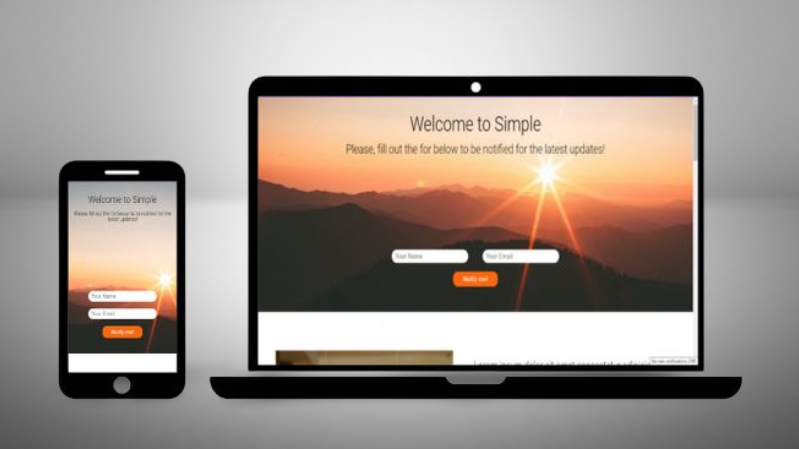 Welcome to Simple
Please, fill out the for below to be notified for the latest updates!
Your Name
Your Email
Notify me!
Welcome to Simple
Please, fill out the for below to be notified for the
latest updates!
Your Name Your Email
Notify me!